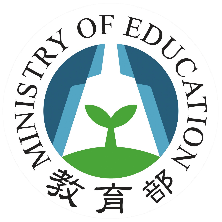 MINISTRY OF EDUCATION
教育部